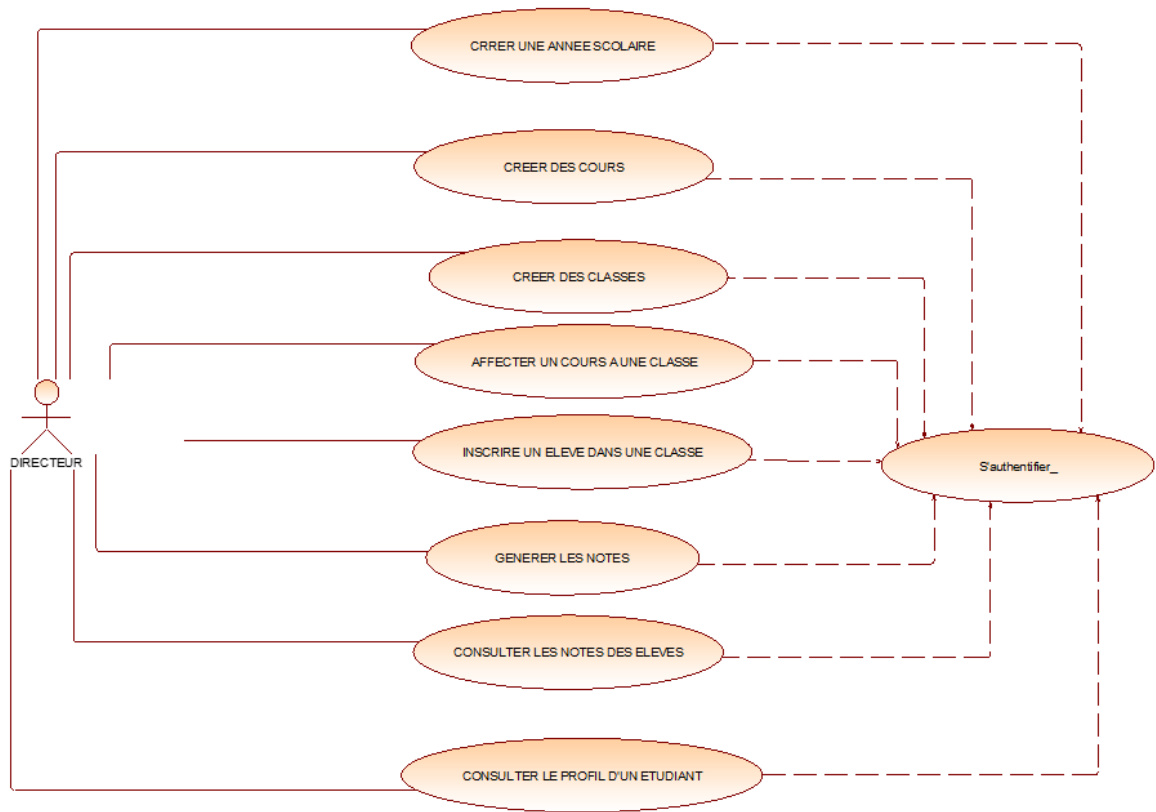 CRRER UNE ANNEE SCOLAIRE
CREER DES COURS
CREER DES CLASSES
AFFECTER UN COURS A UNE CLASSE
INSCRIRE UN ELEVE DANS UNE CLASSE
DIRECTEUR
S'authentifier_
GENERER LES NOTES
CONSULTER LES NOTES DES ELEVES
CONSULTER LE PROFIL D'UN ETUDIANT